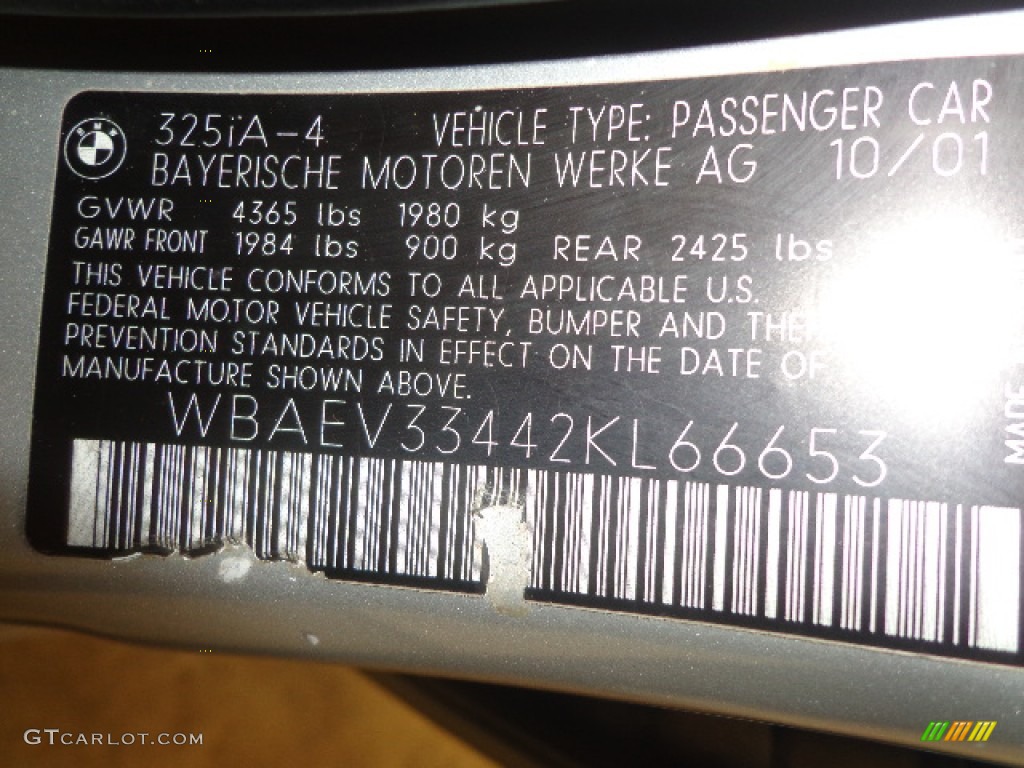 325iA-4 VEHICLE TYPE: PASSENGER CAR
BAYERISCHE MOTOREN WERKE AG 10/01
GVWR 4365 lbs 1980 kg
GAWR FRONT 1984 lbs 900 kg REAR 2425 lbs
THIS VEHICLE CONFORMS TO ALL APPLICABLE U.S.
FEDERAL MOTOR VEHICLE SAFETY, BUMPER AND
PREVENTION STANDARDS IN EFFECT ON THE DATE OF
MANUFACTURE SHOWN ABOVE.
WBAEV33442KL66653
MADE
GTCARLOT.COM